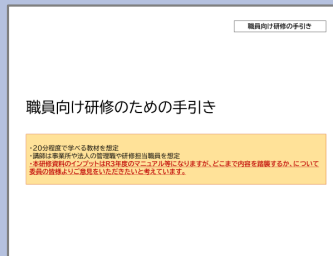 職員向け研修の手引き
職員向け研修のための手引き
・20分程度で学べる教材を想定
・講師は事業所や法人の管理職や研修担当職員を想定
・本研修資料のインプットはR3年度のマニュアル等になりますが、どこまで内容を踏襲するか、について
委員の皆様よりご意見をいただきたいと考えています。